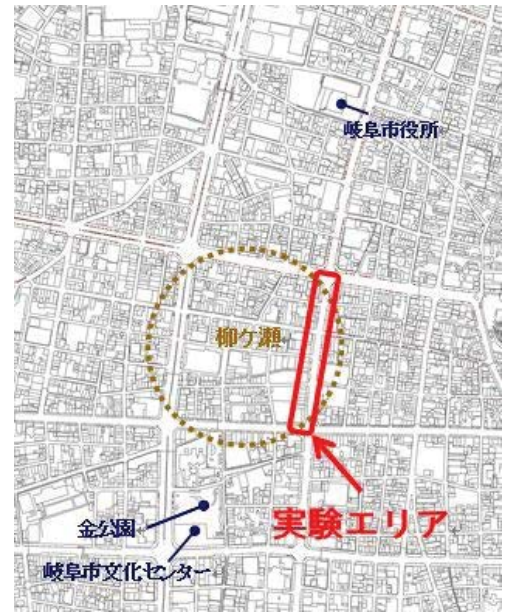 岐阜市役所
柳ケ瀬
実験エリア
金公園
岐阜市文化センター